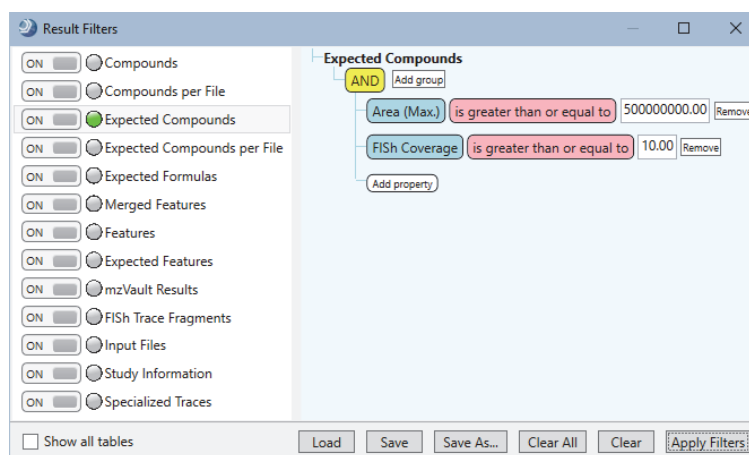 Result Filters
ON Compounds
ON Compounds per File
ON Expected Compounds
ON Expected Compounds per File
ON Expected Formulas
ON Merged Features
ON Features
ON Expected Features
ON mzVault Results
ON FISh Trace Fragments
ON Input Files
ON Study Information
ON Specialized Traces
Expected Compounds
AND Add group
Area (Max.) is greater than or equal to 500000000.00 Remove
FISh Coverage is greater than or equal to 10.00 Remove
Add property
Show all tables Load Save Save As... Clear All Clear Apply Filters